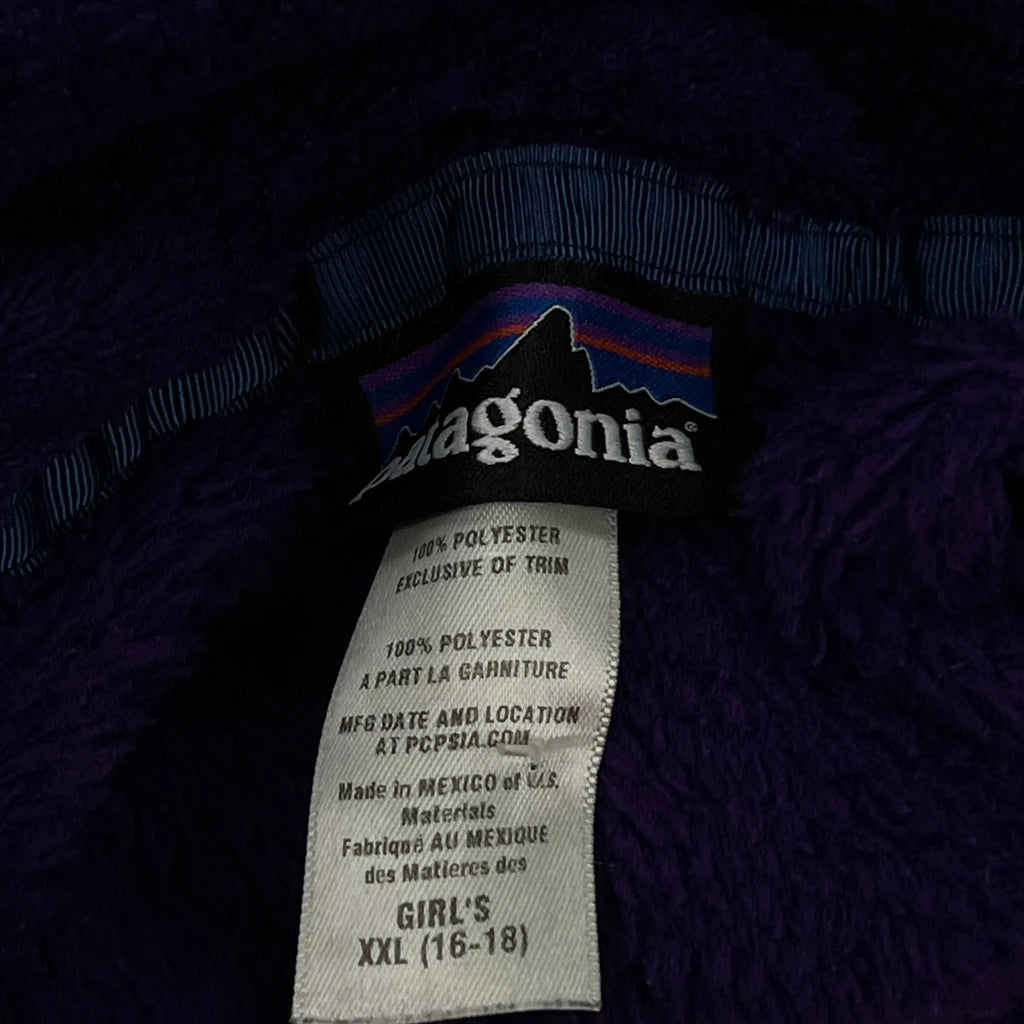 patagonia®
100% POLYESTER
EXCLUSIVE OF TRIM
100% POLYESTER
A PART LA GARNITURE
MFG DATE AND LOCATION
AT PCPSIA.COM
Made in MEXICO of U.S.
Materials
Fabriqué AU MEXIQUE
des Matieres des
GIRL'S
XXL (16-18)